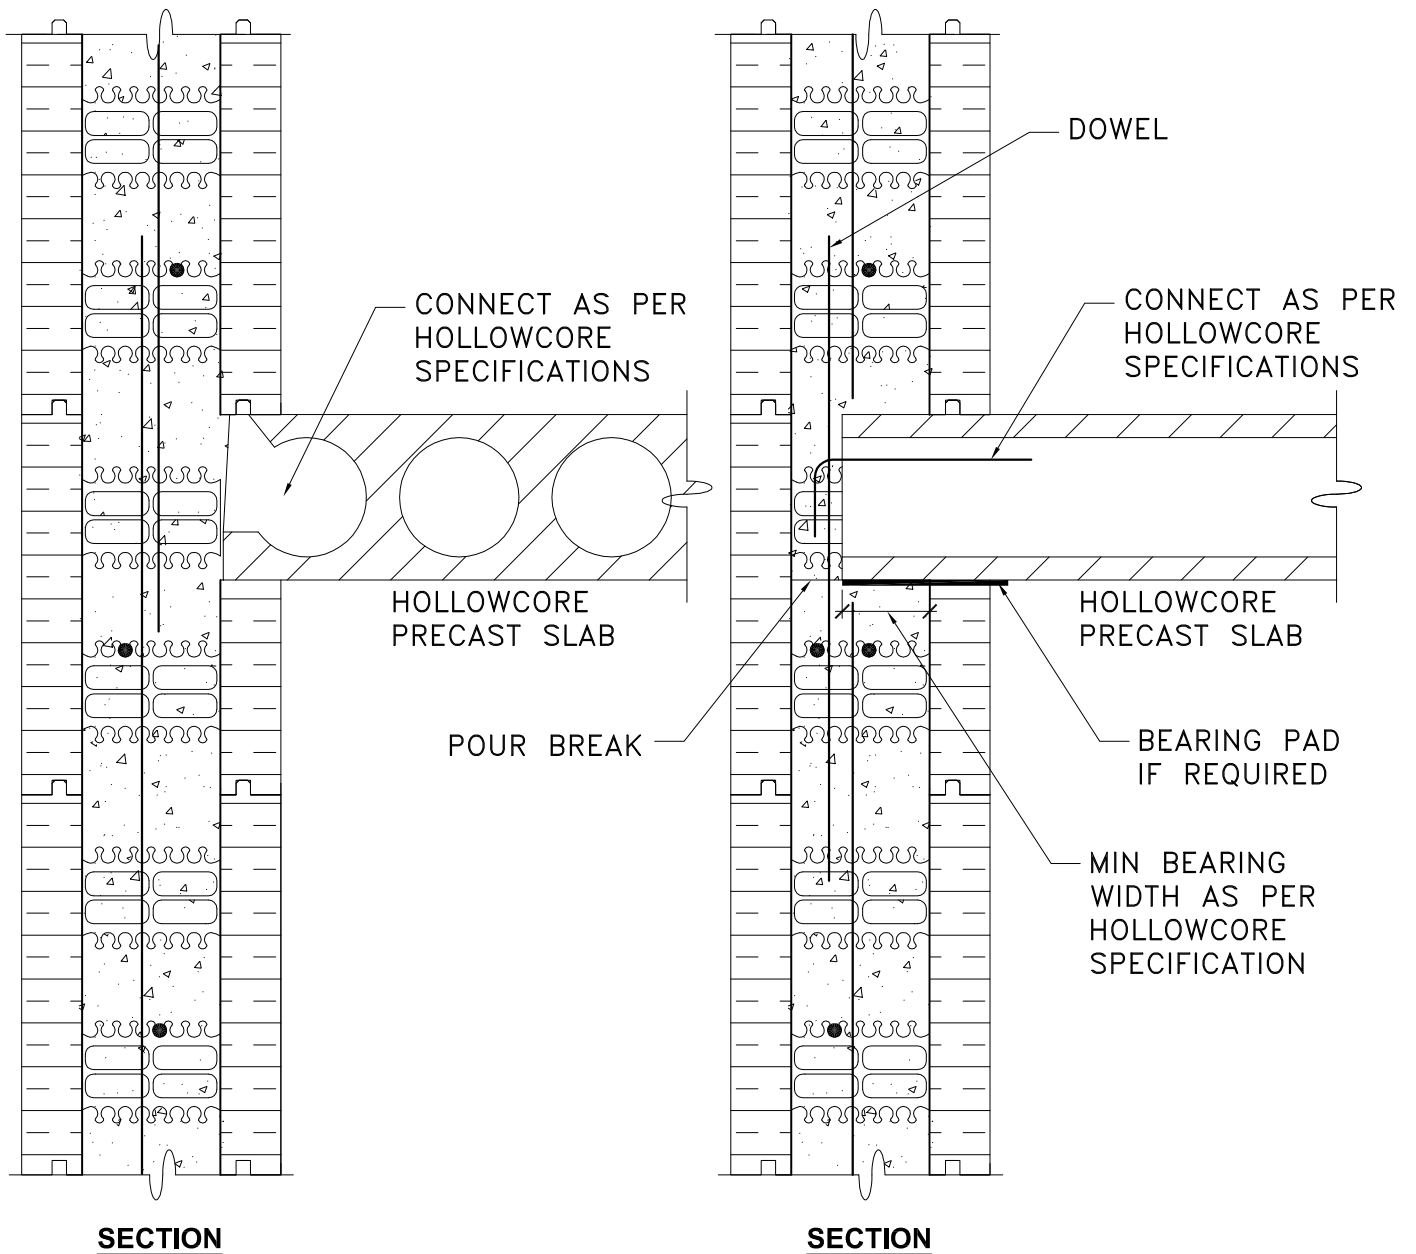 CONNECT AS PER
HOLLOWCORE
SPECIFICATIONS
HOLLOWCORE
PRECAST SLAB
SECTION
DOWEL
CONNECT AS PER
HOLLOWCORE
SPECIFICATIONS
HOLLOWCORE
PRECAST SLAB
POUR BREAK
BEARING PAD
IF REQUIRED
MIN BEARING
WIDTH AS PER
HOLLOWCORE
SPECIFICATION
SECTION